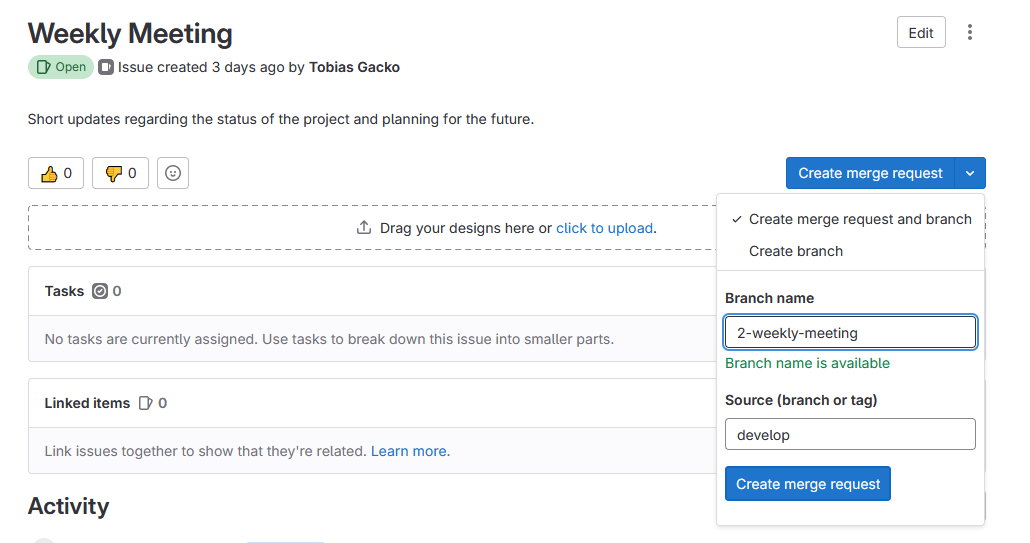 Weekly Meeting
Edit
Open Issue created 3 days ago by Tobias Gacko
Short updates regarding the status of the project and planning for the future.
0 0
Create merge request
Drag your designs here or click to upload.
Create merge request and branch
Create branch
Tasks 0
No tasks are currently assigned. Use tasks to break down this issue into smaller parts.
Branch name
2-weekly-meeting
Branch name is available
Source (branch or tag)
develop
Create merge request
Linked items 0
Link issues together to show that they're related. Learn more.
Activity